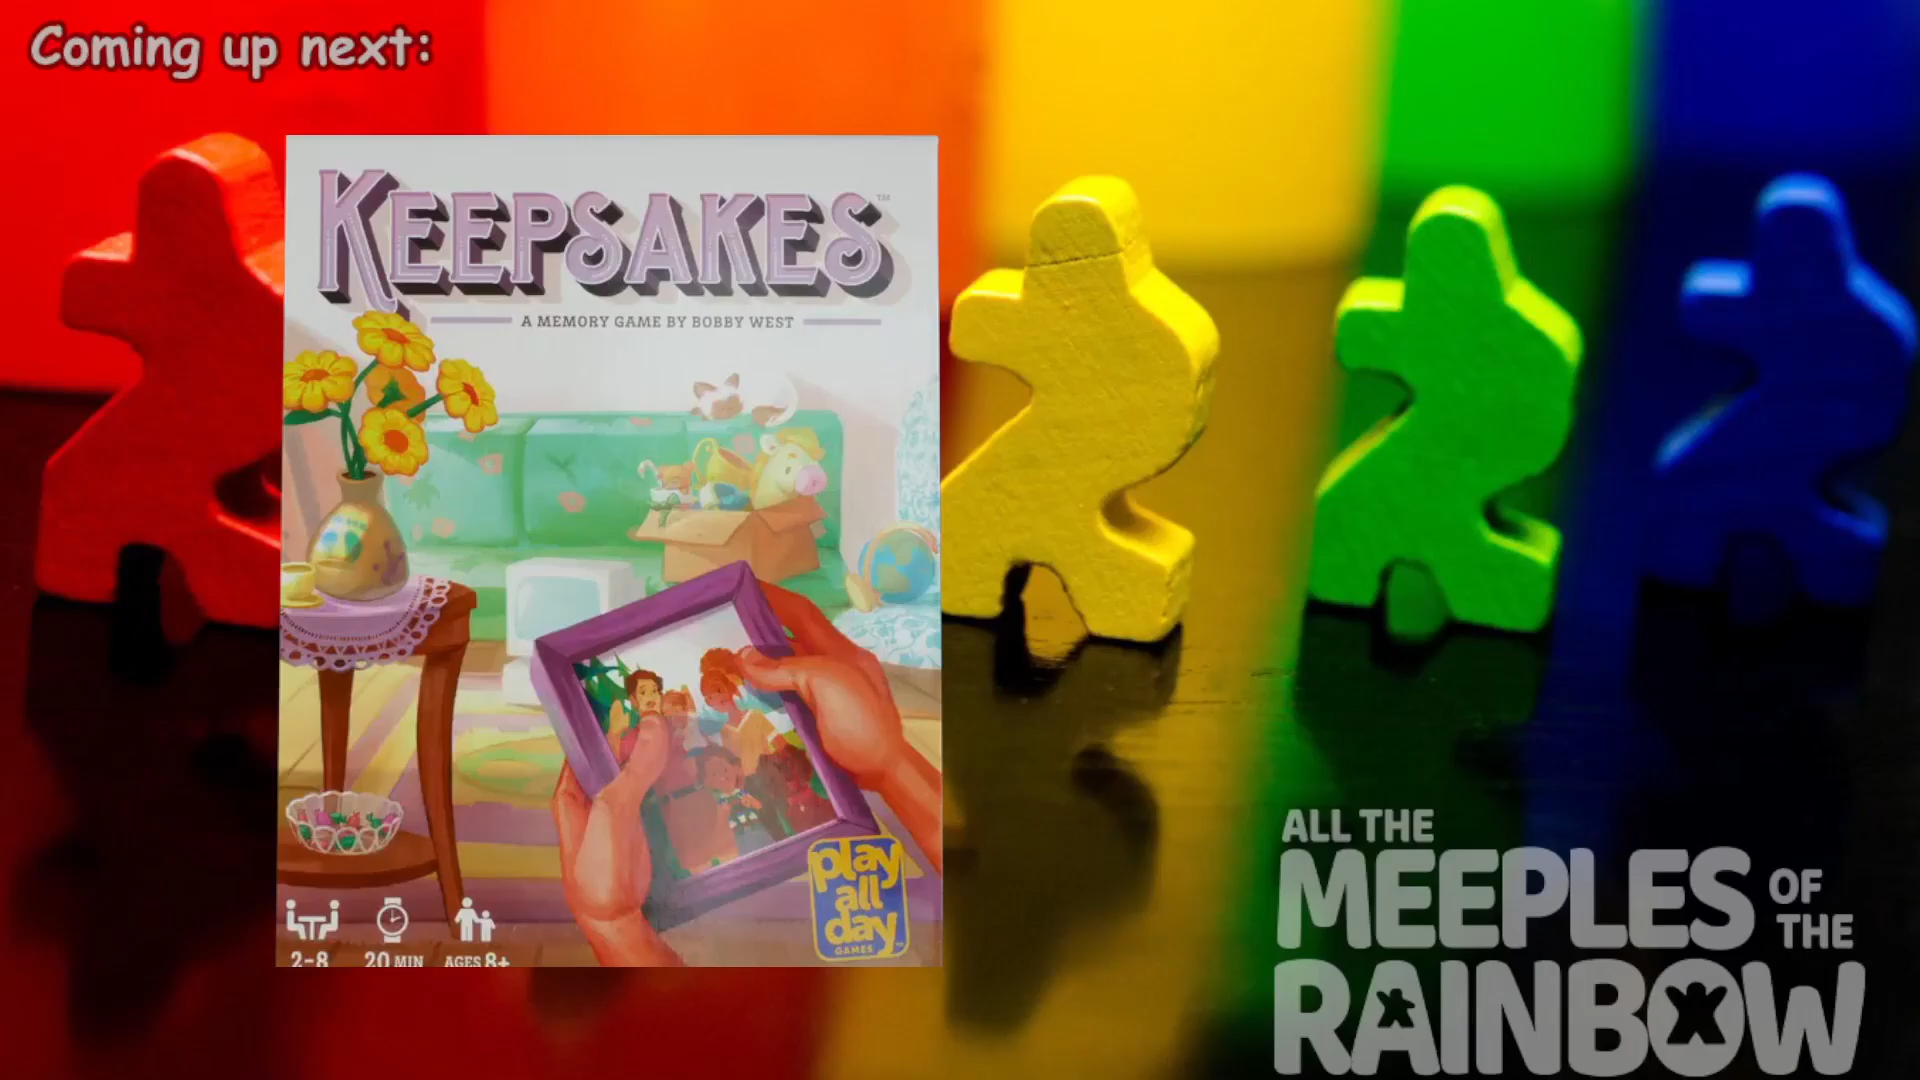 Coming up next:
KEEPSAKES™
A MEMORY GAME BY BOBBY WEST
play
all
day
GAMES™
2-8 20 MIN AGES 8+
ALL THE
MEEPLES OF
THE
RAINBOW